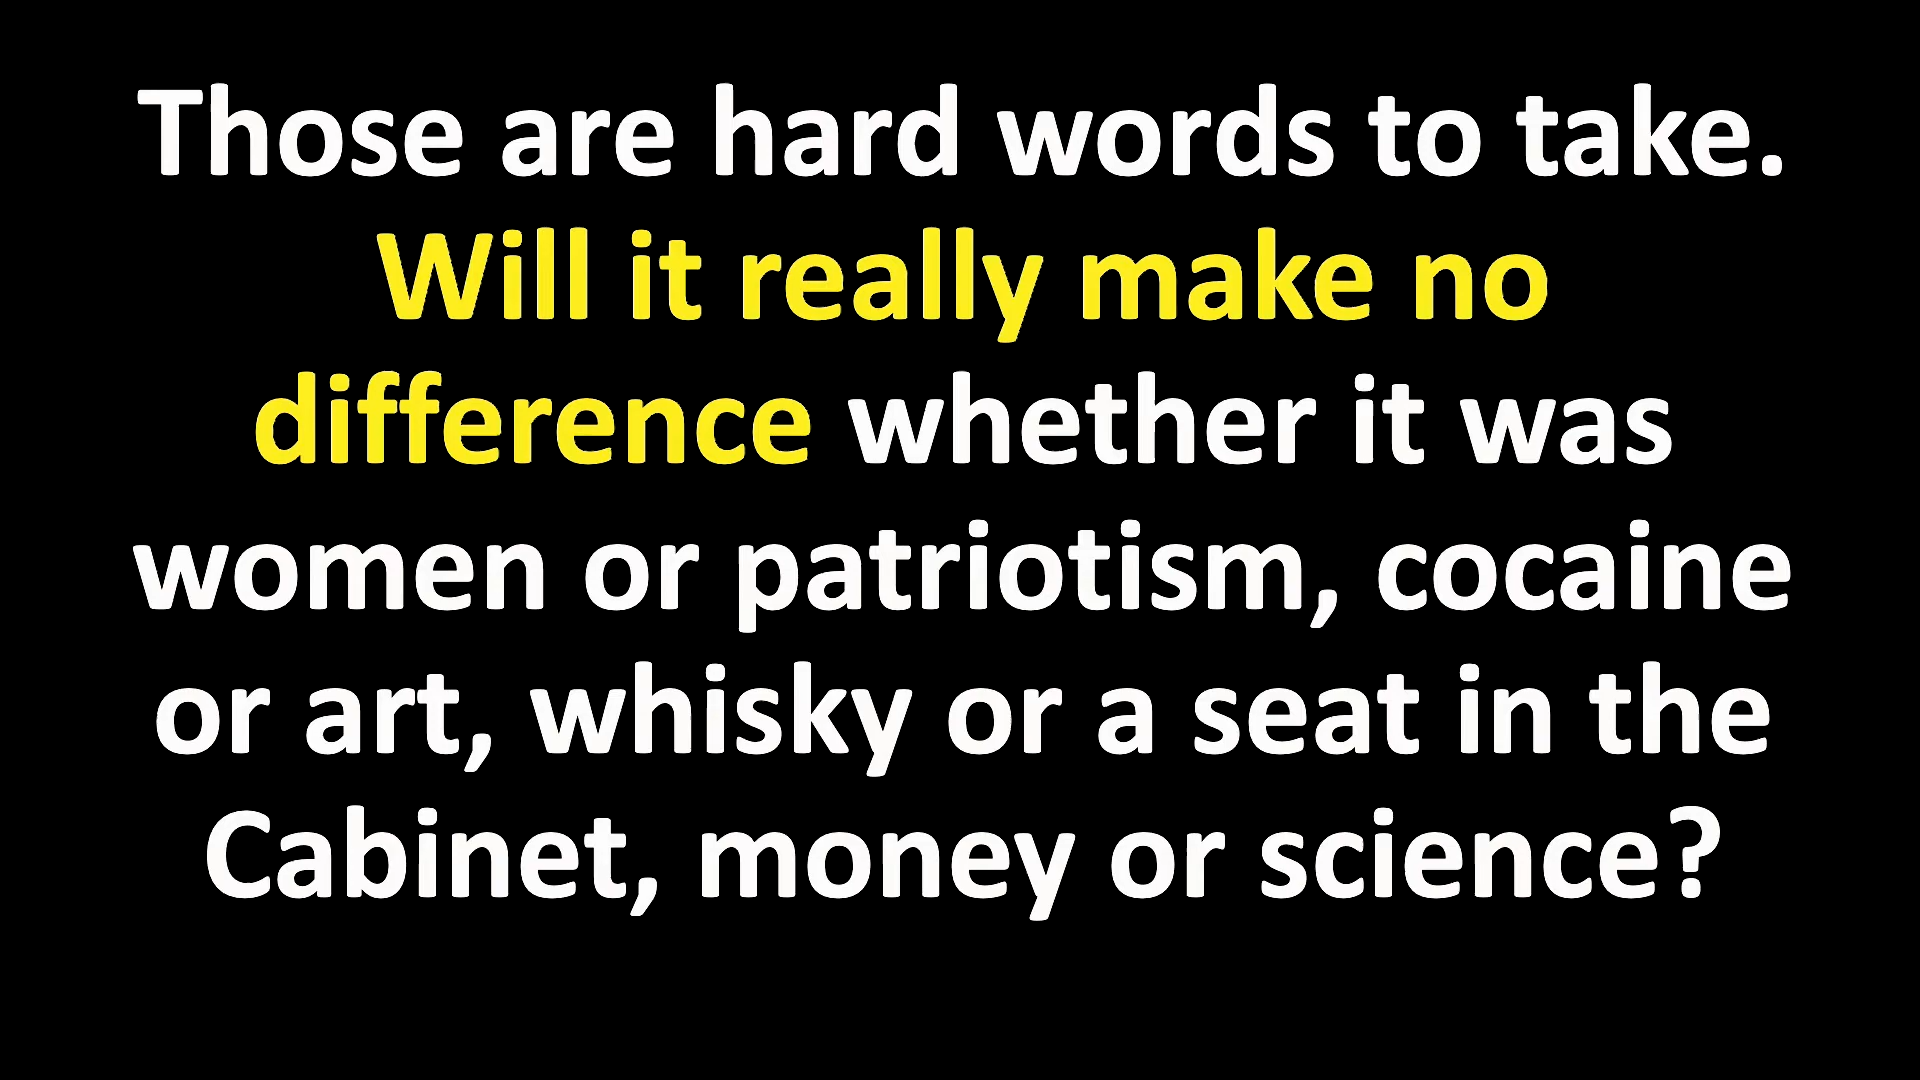 Those are hard words to take.
Will it really make no
difference whether it was
women or patriotism, cocaine
or art, whisky or a seat in the
Cabinet, money or science?